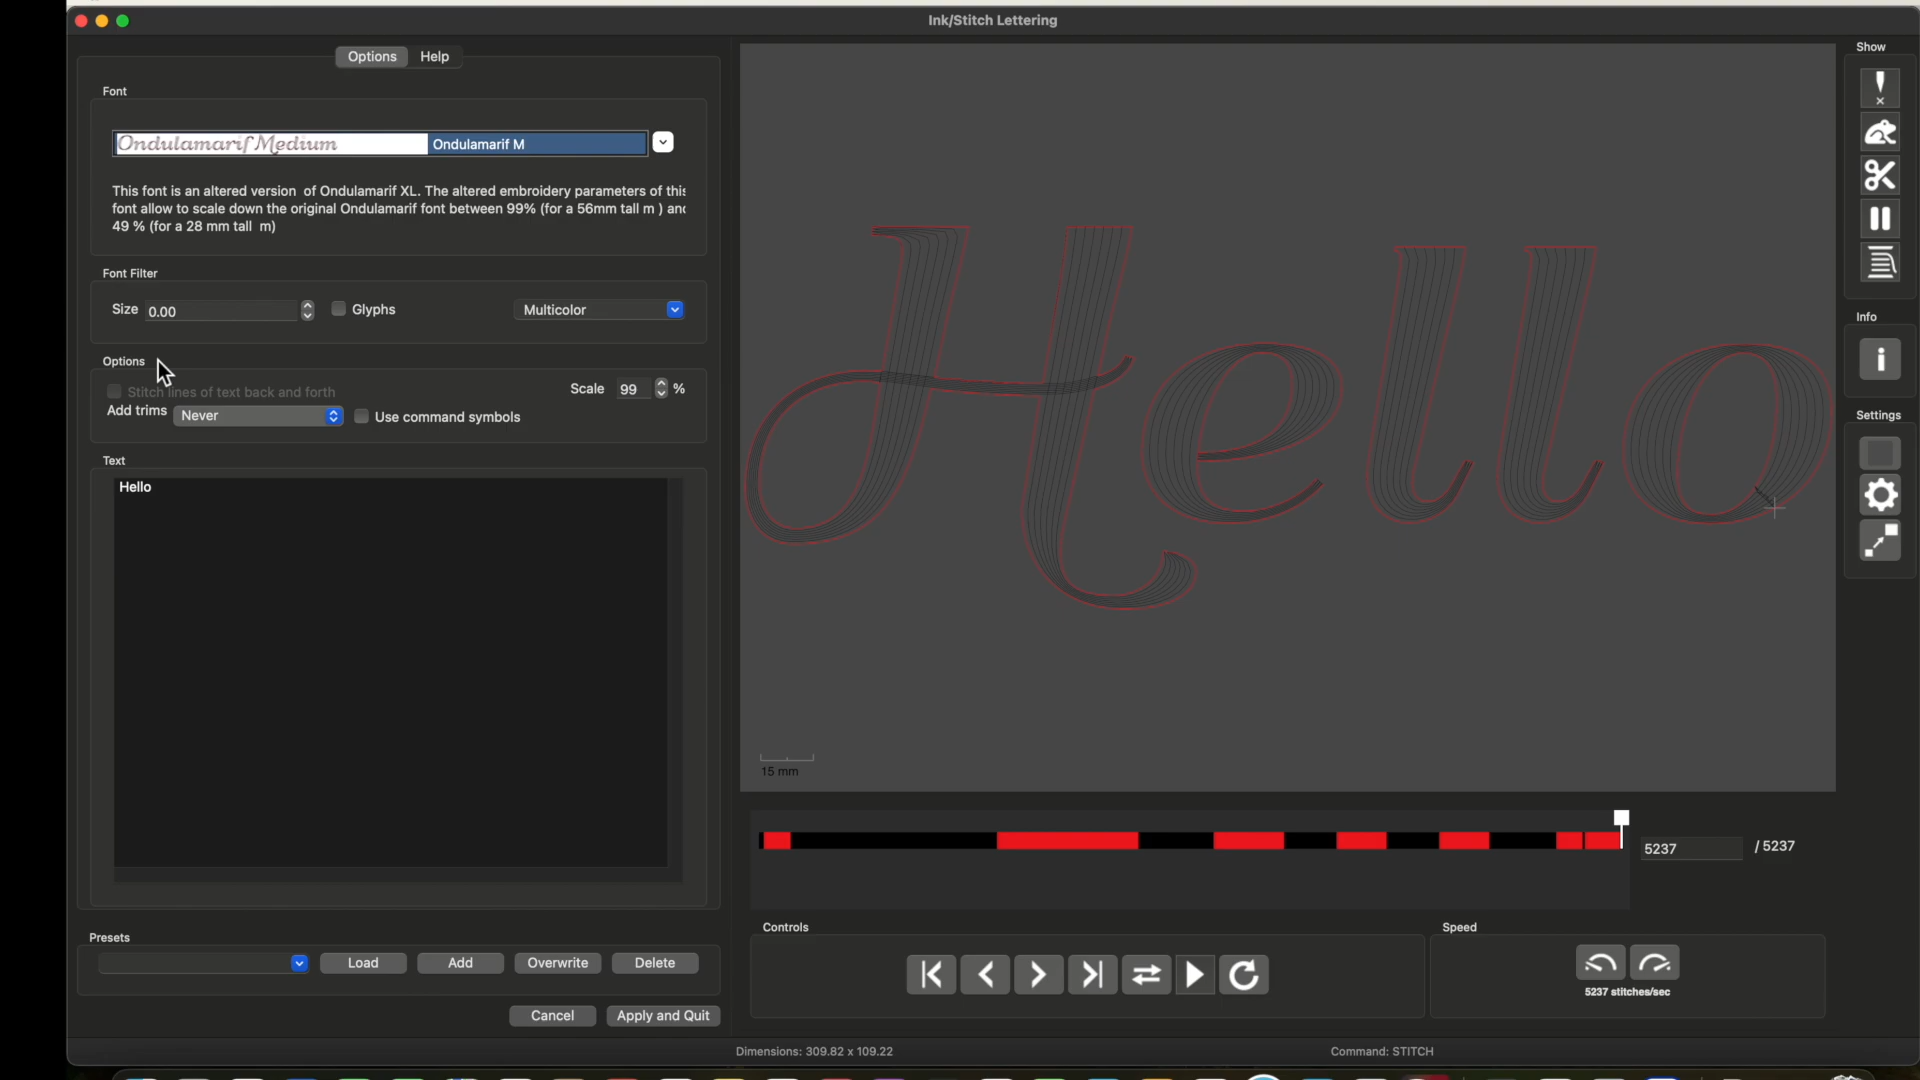 Ink/Stitch Lettering
Options Help
Font
Ondulamarif Medium Ondulamarif M
This font is an altered version of Ondulamarif XL. The altered embroidery parameters of this
font allow to scale down the original Ondulamarif font between 99% (for a 56mm tall m ) and
49 % (for a 28 mm tall m)
Font Filter
Size 0.00 Glyphs Multicolor
Options
Stitch lines of text back and forth Scale 99 %
Add trims Never Use command symbols
Text
Hello
Presets
Load Add Overwrite Delete
Cancel Apply and Quit
Hello
15 mm
5237 / 5237
Controls Speed
5237 stitches/sec
Dimensions: 309.82 x 109.22 Command: STITCH
Show
Info
Settings